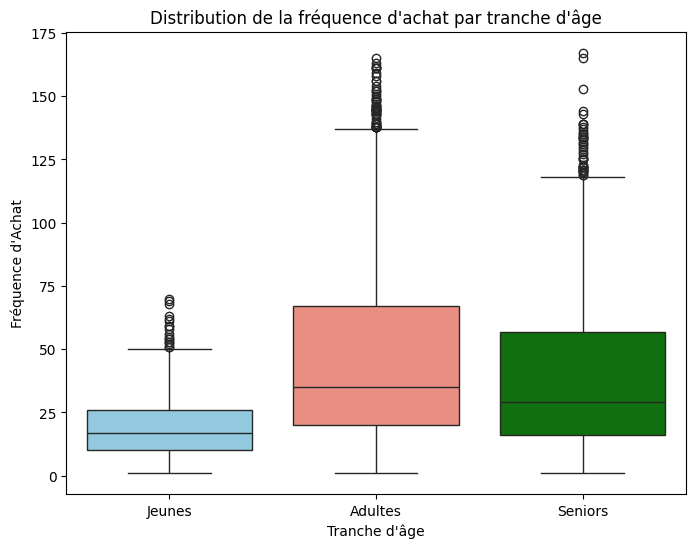 Distribution de la fréquence d'achat par tranche d'âge
175
150
125
100
75
50
25
0
Fréquence d'Achat
Jeunes
Adultes
Seniors
Tranche d'âge